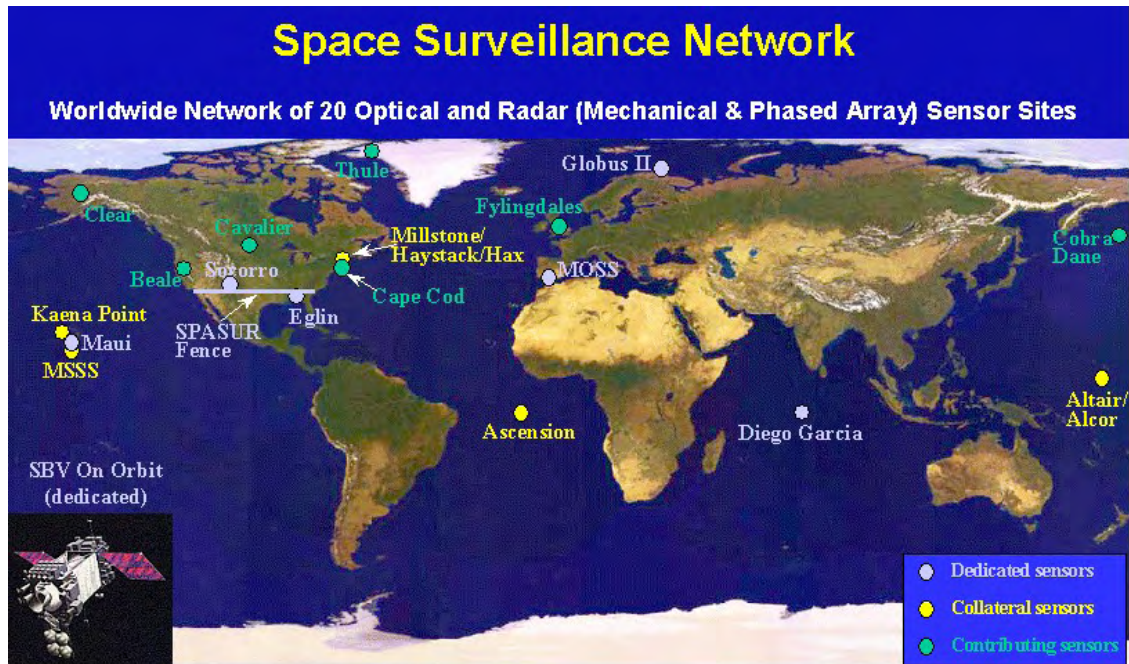 Space Surveillance Network
Worldwide Network of 20 Optical and Radar (Mechanical & Phased Array) Sensor Sites
Thule
Globus II
Clear
Cavalier
Fylingdales
Millstone/
Haystack/Hax
Cobra
Dane
Beale
Socorro
MOSS
Cape Cod
Kaena Point
SPASUR
Fence
Eglin
Maui
MSSS
Altair/
Alcor
Ascension
Diego Garcia
SBV On Orbit
(dedicated)
Dedicated sensors
Collateral sensors
Contributing sensors